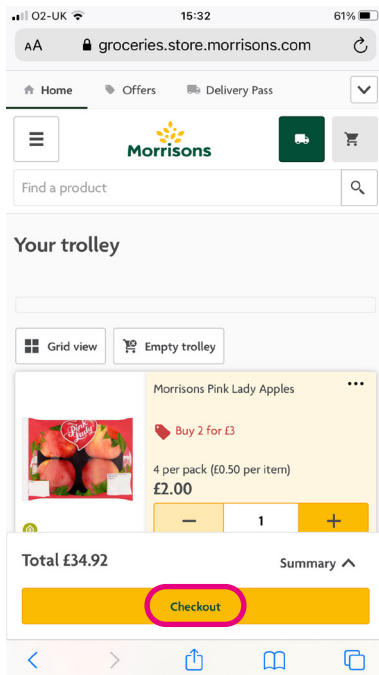 O2-UK 15:32 61%
AA groceries.store.morrisons.com
Home Offers Delivery Pass
Morrisons
Find a product
Your trolley
Grid view Empty trolley
Morrisons Pink Lady Apples
Buy 2 for £3
Pink Lady
4 per pack (£0.50 per item)
£2.00
− 1 +
Total £34.92 Summary
Checkout